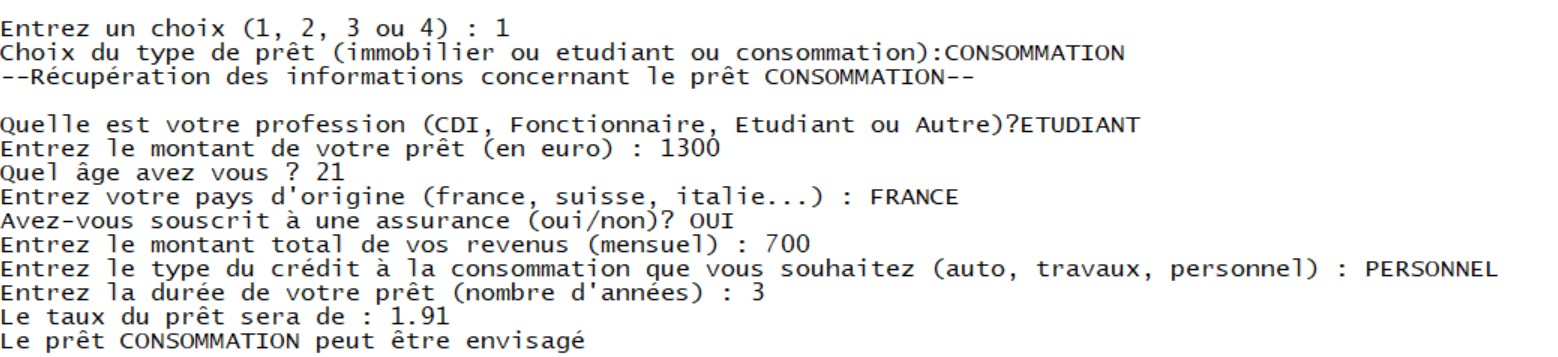 Entrez un choix (1, 2, 3 ou 4) : 1
Choix du type de prêt (immobilier ou etudiant ou consommation):CONSOMMATION
--Récupération des informations concernant le prêt CONSOMMATION--
Quelle est votre profession (CDI, Fonctionnaire, Etudiant ou Autre)?ETUDIANT
Entrez le montant de votre prêt (en euro) : 1300
Quel âge avez vous ? 21
Entrez votre pays d'origine (france, suisse, italie...) : FRANCE
Avez-vous souscrit à une assurance (oui/non)? OUI
Entrez le montant total de vos revenus (mensuel) : 700
Entrez le type du crédit à la consommation que vous souhaitez (auto, travaux, personnel) : PERSONNEL
Entrez la durée de votre prêt (nombre d'années) : 3
Le taux du prêt sera de : 1.91
Le prêt CONSOMMATION peut être envisagé